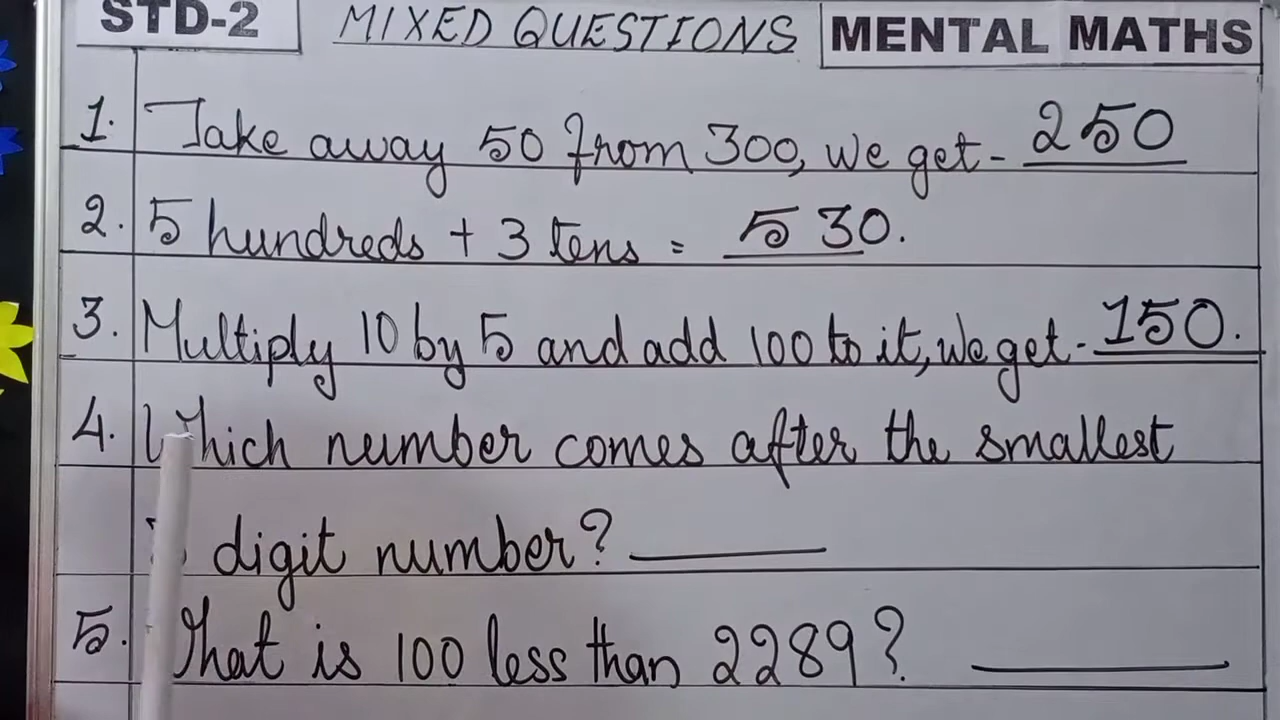 STD-2 MIXED QUESTIONS MENTAL MATHS
1. Take away 50 from 300, we get - 250
2. 5 hundreds + 3 tens = 530.
3. Multiply 10 by 5 and add 100 to it, we get - 150.
4. Which number comes after the smallest
digit number?
5. What is 100 less than 2289?